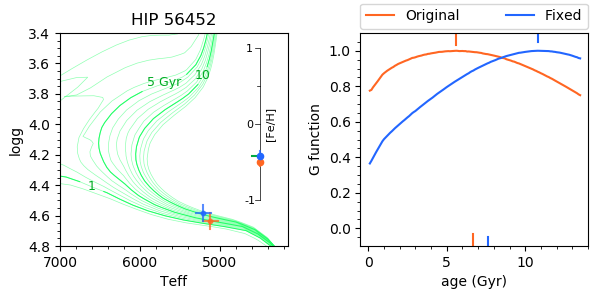 HIP 56452
Original Fixed
3.4
3.6
3.8
4.0
4.2
4.4
4.6
4.8
logg
7000 6000 5000
Teff
5 Gyr
10
1
1
0
-1
[Fe/H]
1.0
0.8
0.6
0.4
0.2
0.0
G function
0 5 10
age (Gyr)